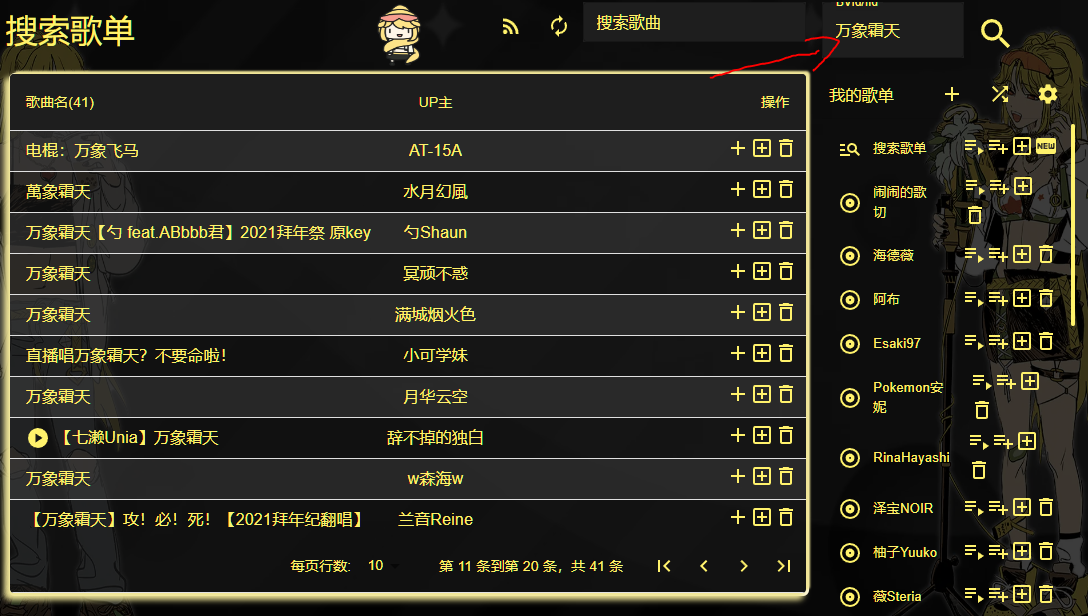 搜索歌单
搜索歌曲
BVid/fid
万象霜天
歌曲名(41) UP主 操作
电棍：万象飞马 AT-15A
萬象霜天 水月幻風
万象霜天【勺 feat.ABbbb君】2021拜年祭 原key 勺Shaun
万象霜天 冥顽不惑
万象霜天 满城烟火色
直播唱万象霜天？不要命啦！ 小可学妹
万象霜天 月华云空
【七濑Unia】万象霜天 辞不掉的独白
万象霜天 w森海w
【万象霜天】攻！必！死！【2021拜年纪翻唱】 兰音Reine
每页行数: 10 第 11 条到第 20 条，共 41 条
我的歌单
搜索歌单 NEW
闹闹的歌
切
海德薇
阿布
Esaki97
Pokemon安
妮
RinaHayashi
泽宝NOIR
柚子Yuuko
薇Steria